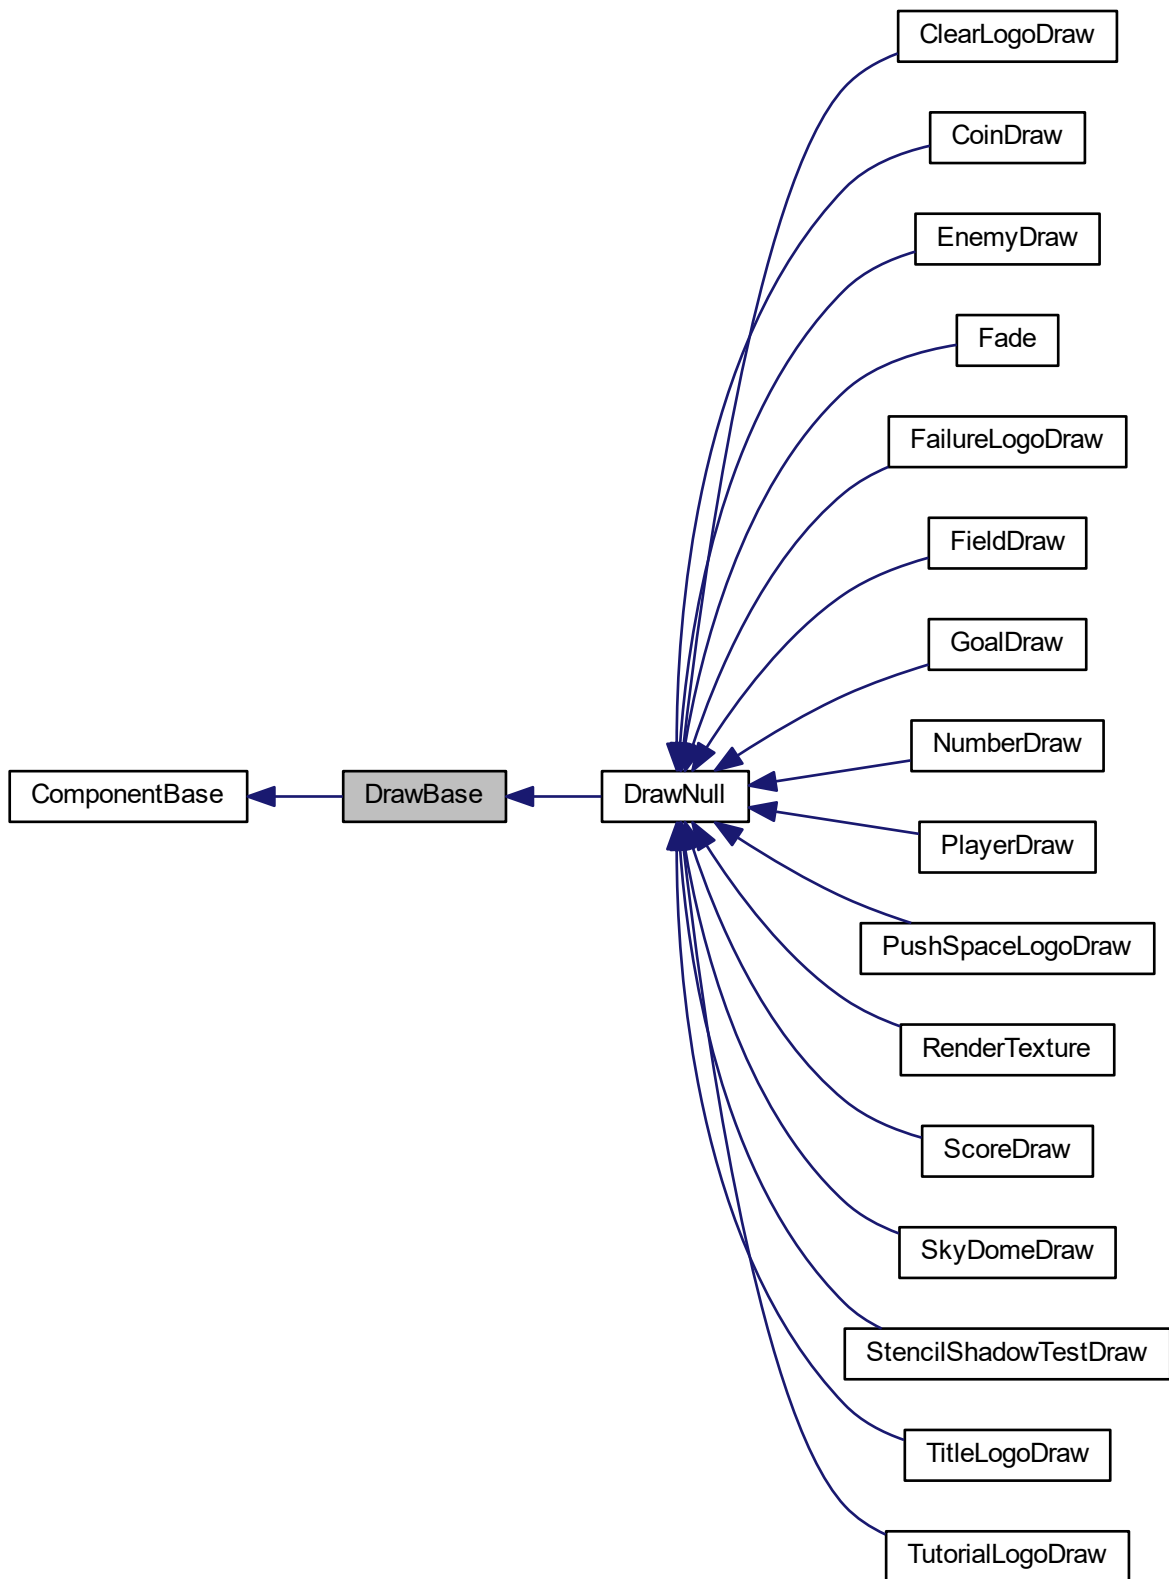 ClearLogoDraw
CoinDraw
EnemyDraw
Fade
FailureLogoDraw
FieldDraw
GoalDraw
NumberDraw
ComponentBase
DrawBase
DrawNull
PlayerDraw
PushSpaceLogoDraw
RenderTexture
ScoreDraw
SkyDomeDraw
StencilShadowTestDraw
TitleLogoDraw
TutorialLogoDraw